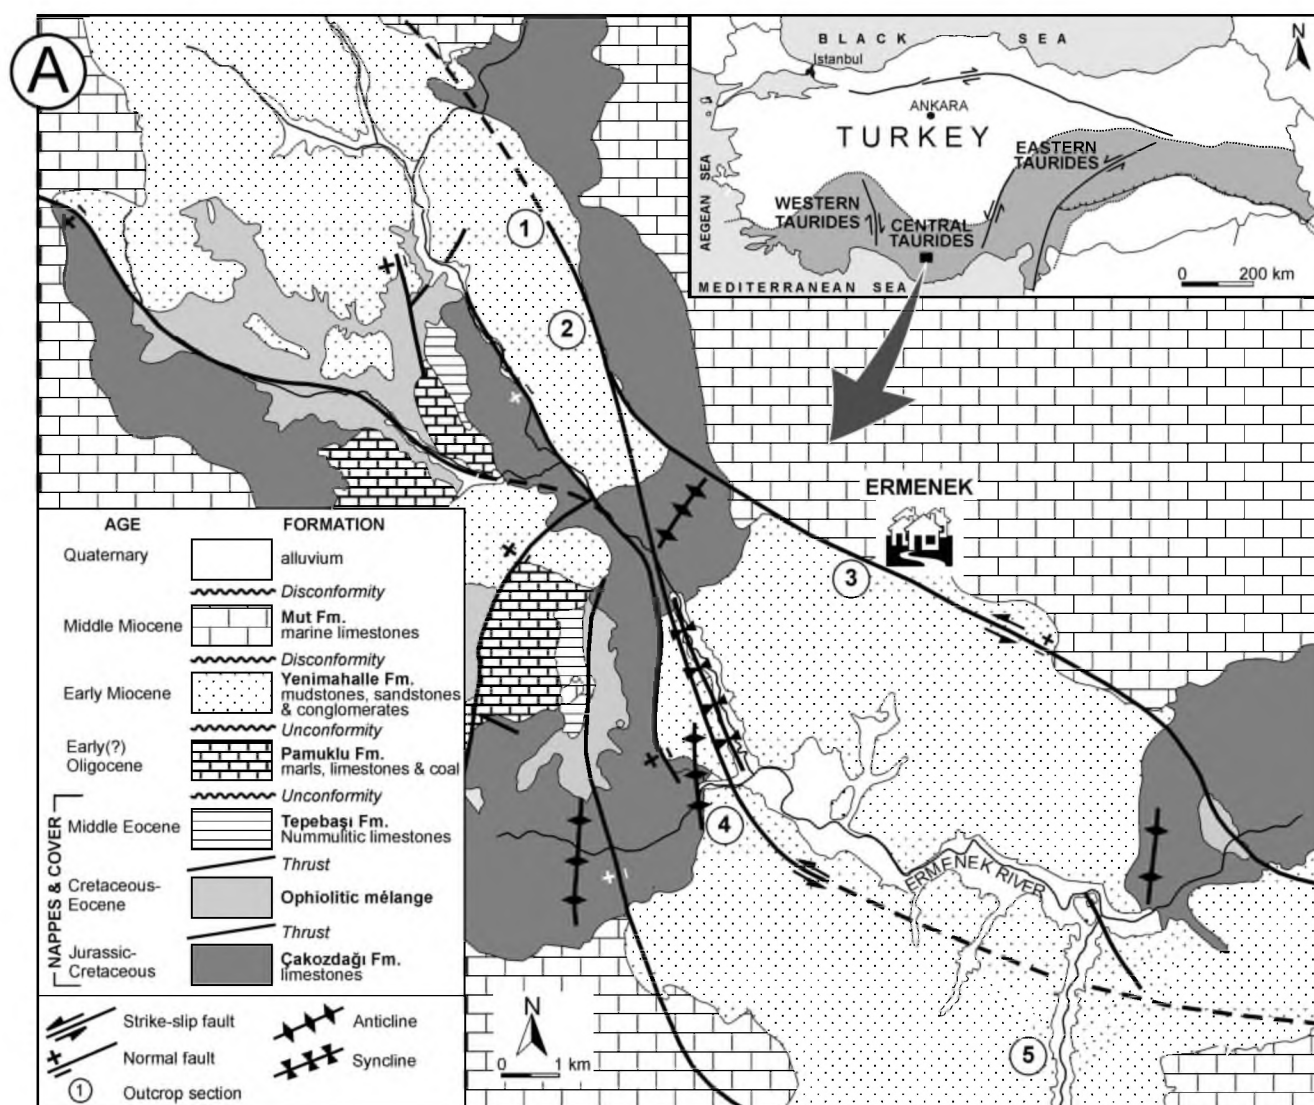 A
BLACK SEA
Istanbul
N
ANKARA
TURKEY
EASTERN
TAURIDES
AEGEAN SEA
WESTERN
TAURIDES
CENTRAL
TAURIDES
0 200 km
MEDITERRANEAN SEA
1
2
ERMENEK
3
4
ERMENEK RIVER
5
N
0 1 km
AGE FORMATION
Quaternary alluvium
Disconformity
Middle Miocene Mut Fm.
marine limestones
Disconformity
Early Miocene Yenimahalle Fm.
mudstones, sandstones
& conglomerates
Unconformity
Early(?)
Oligocene
Pamuklu Fm.
marls, limestones & coal
Unconformity
NAPPES & COVER
Middle Eocene Tepebaşı Fm.
Nummulitic limestones
Thrust
Cretaceous-
Eocene
Ophiolitic mélange
Thrust
Jurassic-
Cretaceous
Çakozdağı Fm.
limestones
Strike-slip fault Anticline
Normal fault Syncline
1 Outcrop section